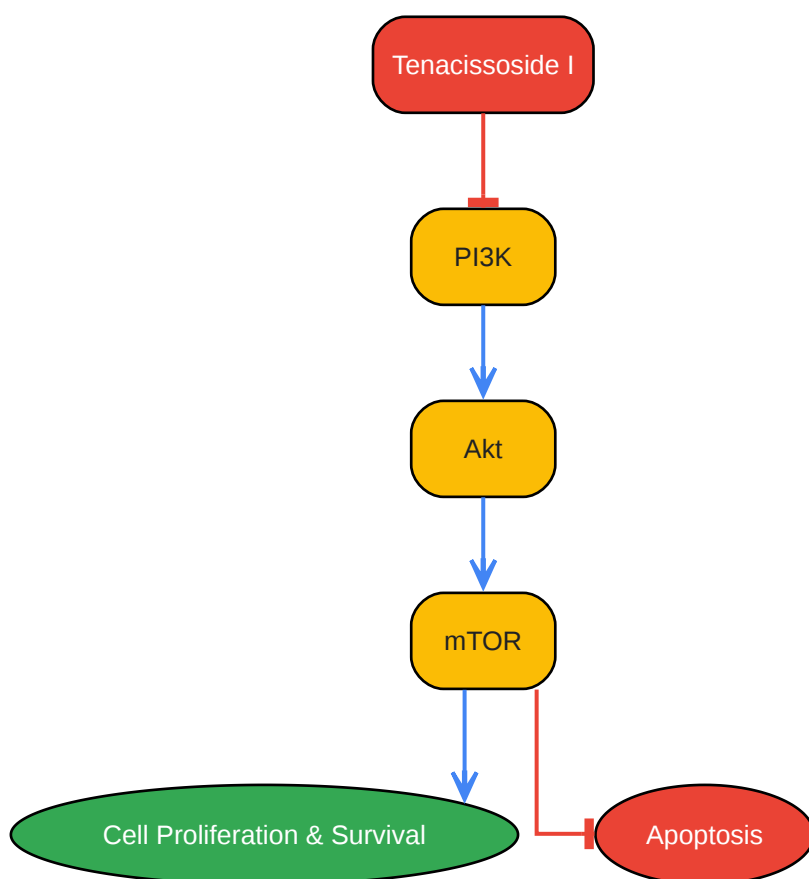 Tenacissoside I
PI3K
Akt
mTOR
Cell Proliferation & Survival
Apoptosis